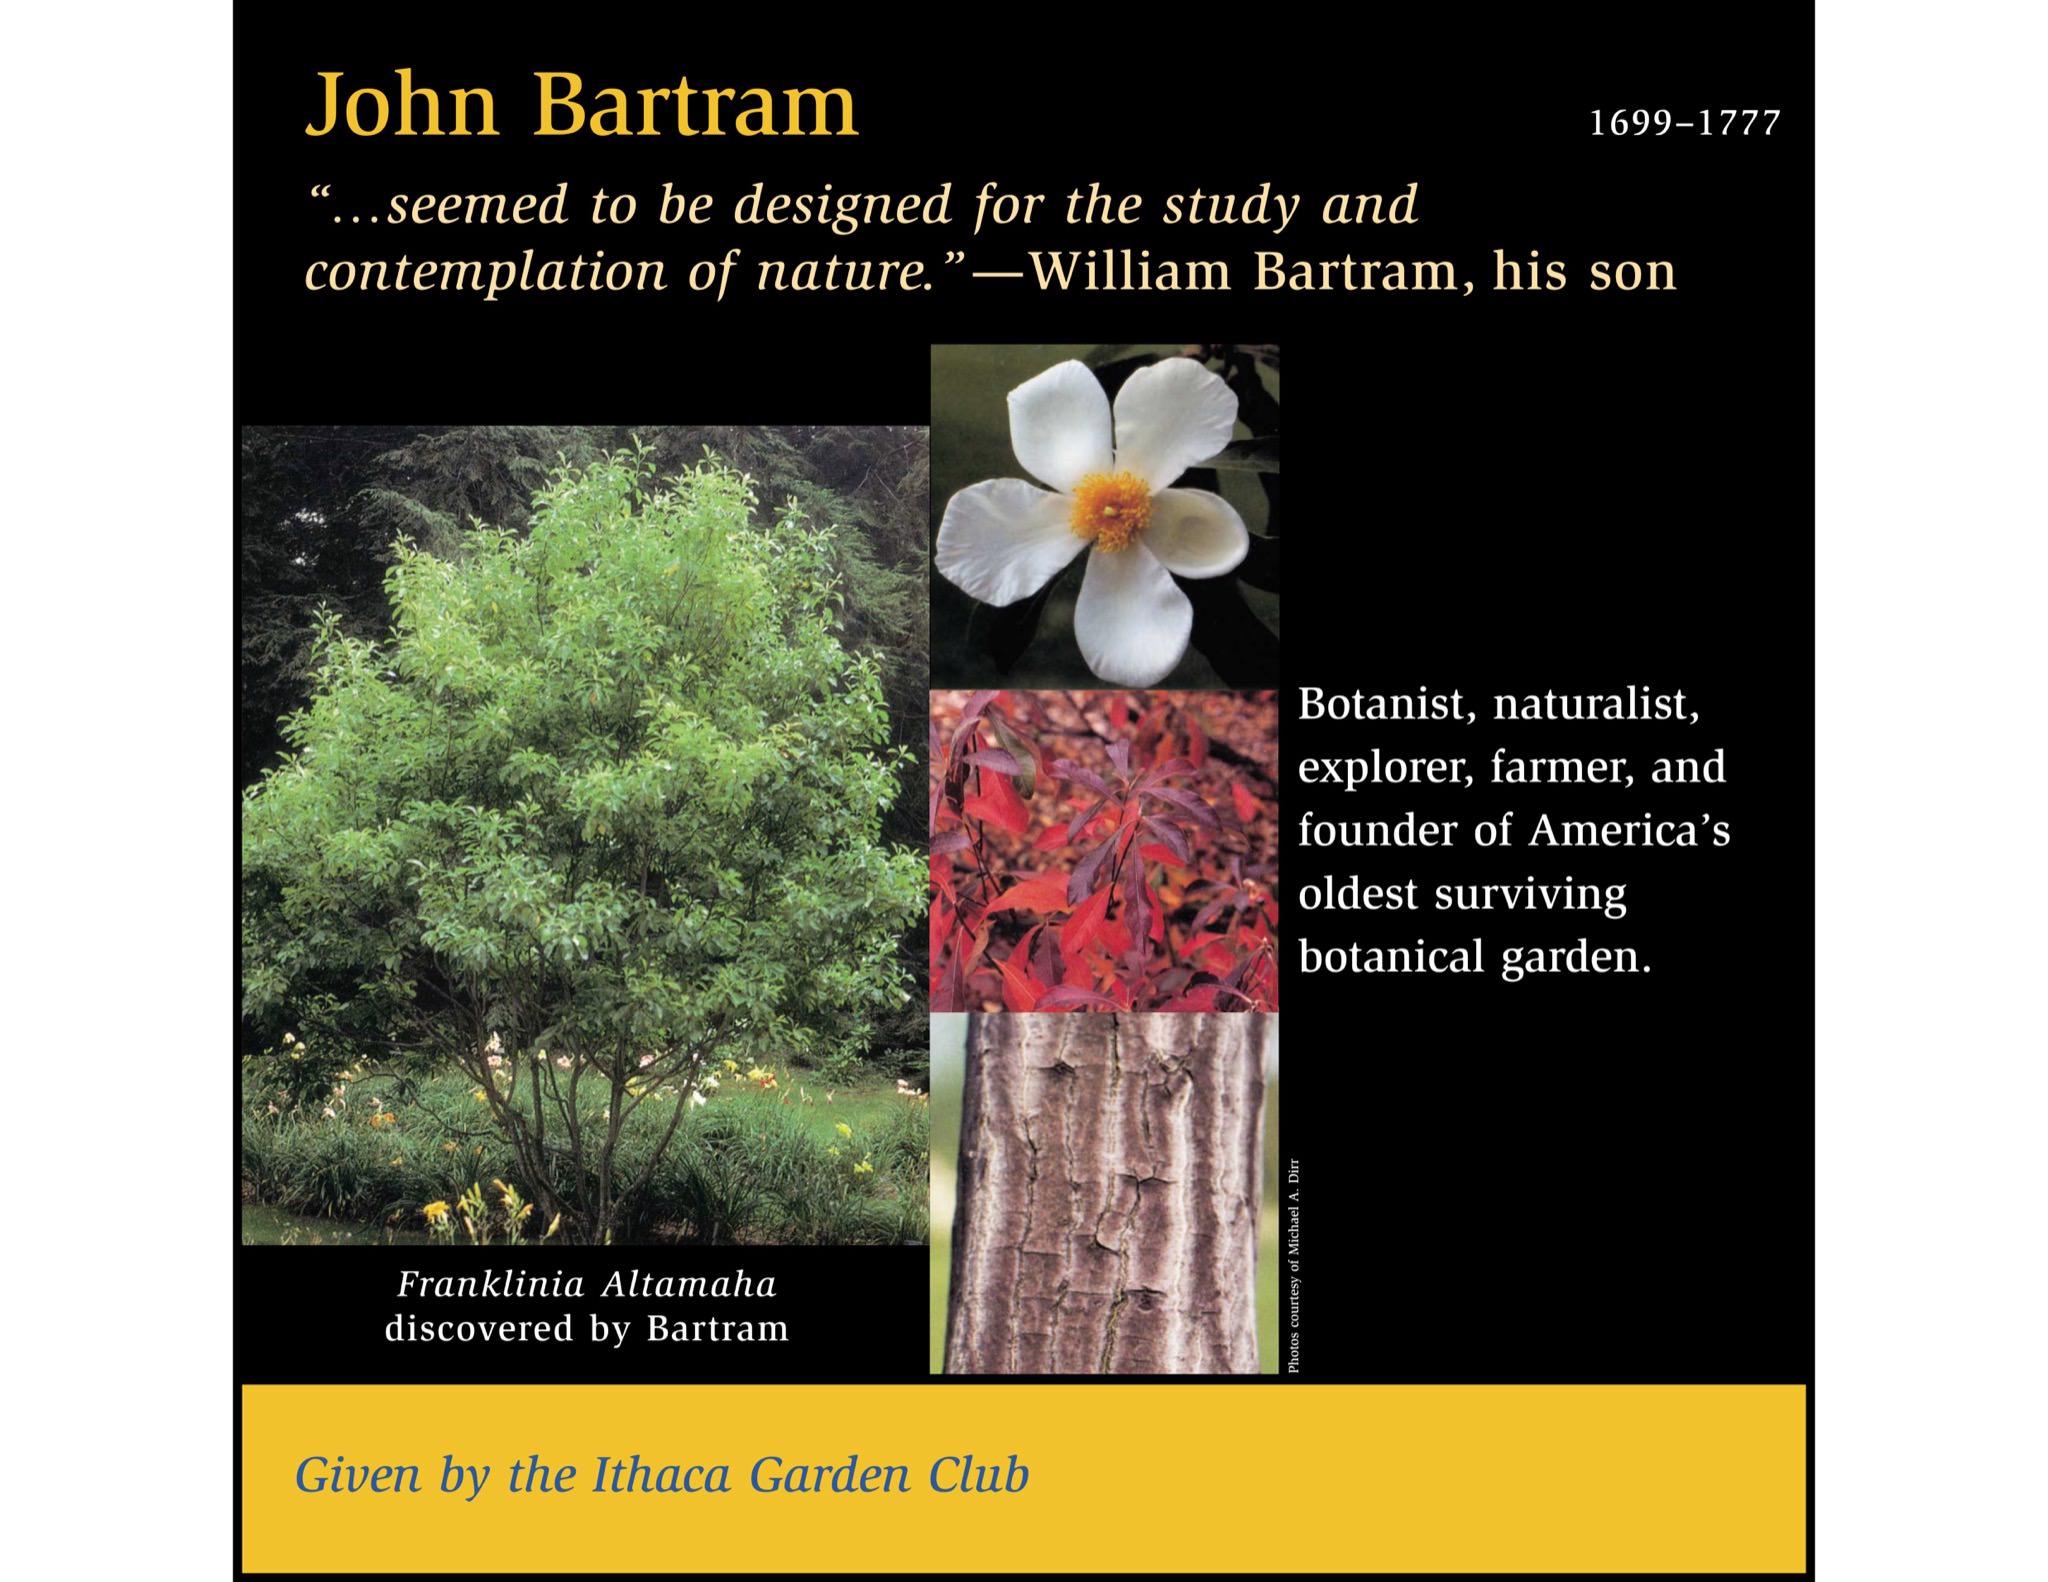 John Bartram
1699–1777
“…seemed to be designed for the study and
contemplation of nature.”—William Bartram, his son
Botanist, naturalist,
explorer, farmer, and
founder of America’s
oldest surviving
botanical garden.
Photos courtesy of Michael A. Dirr
Franklinia Altamaha
discovered by Bartram
Given by the Ithaca Garden Club